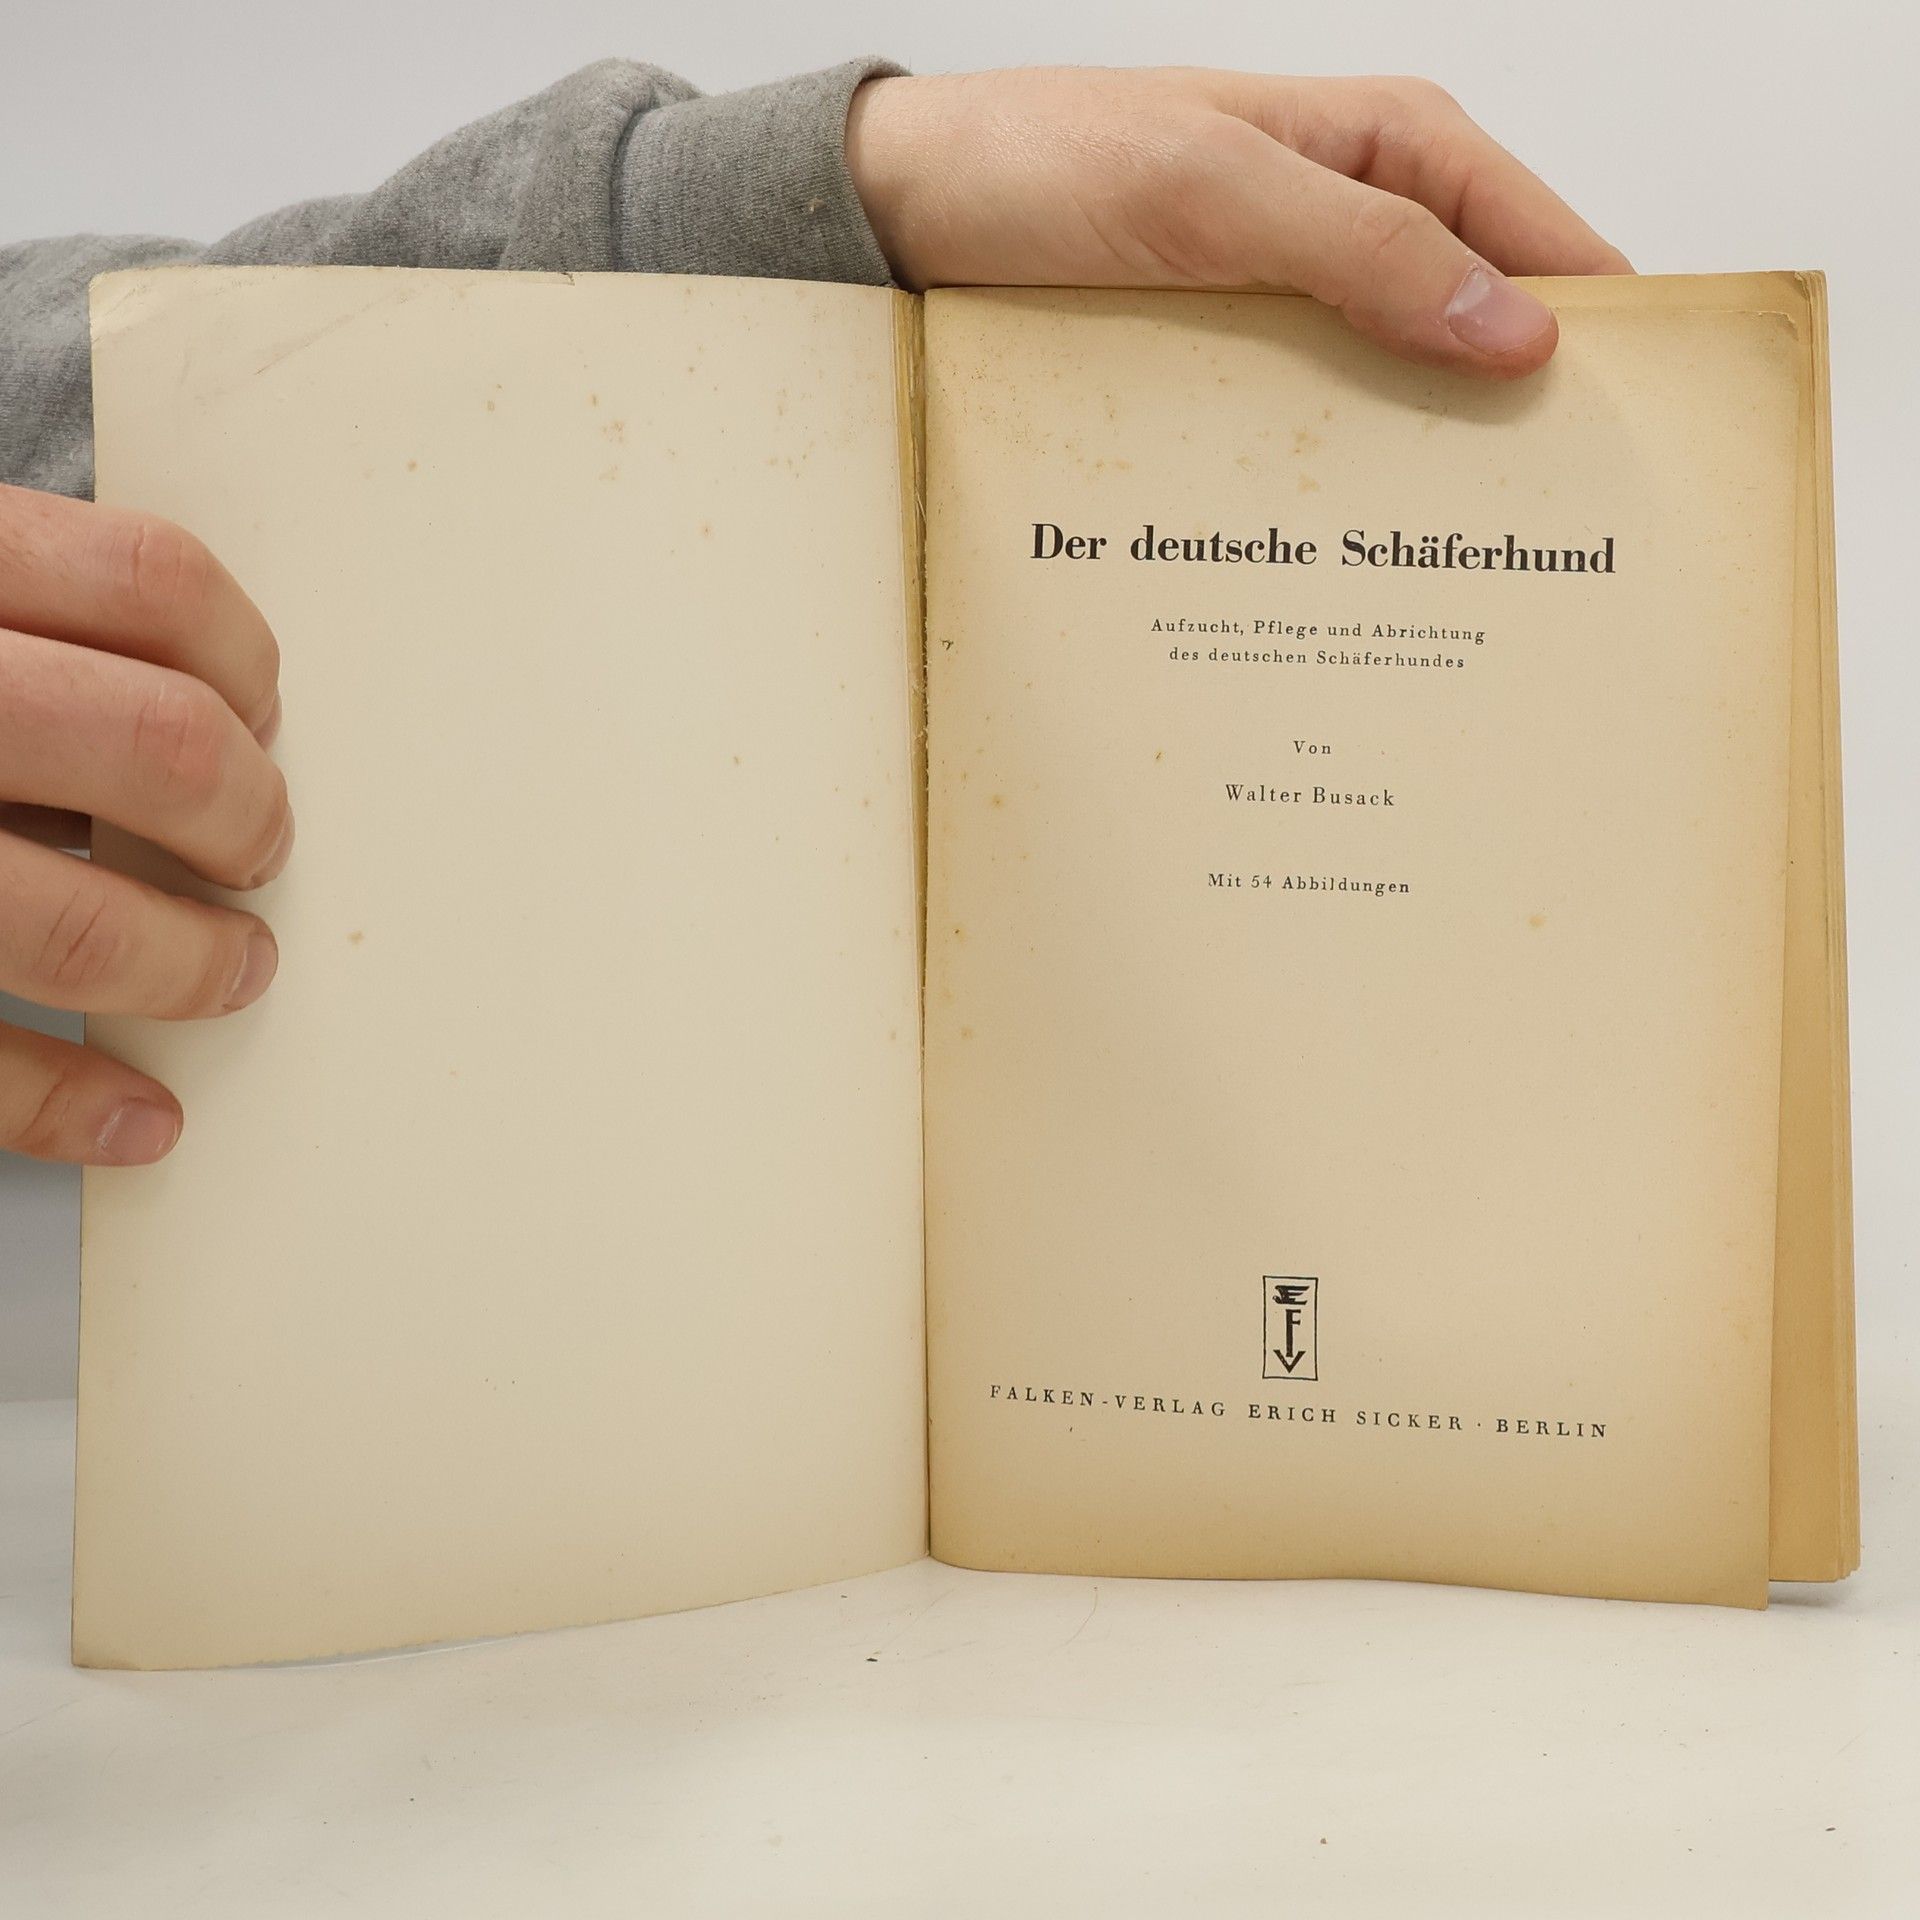 Der deutsche Schäferhund
Aufzucht, Pflege und Abrichtung
des deutschen Schäferhundes
Von
Walter Busack
Mit 54 Abbildungen
FV
FALKEN-VERLAG ERICH SICKER · BERLIN